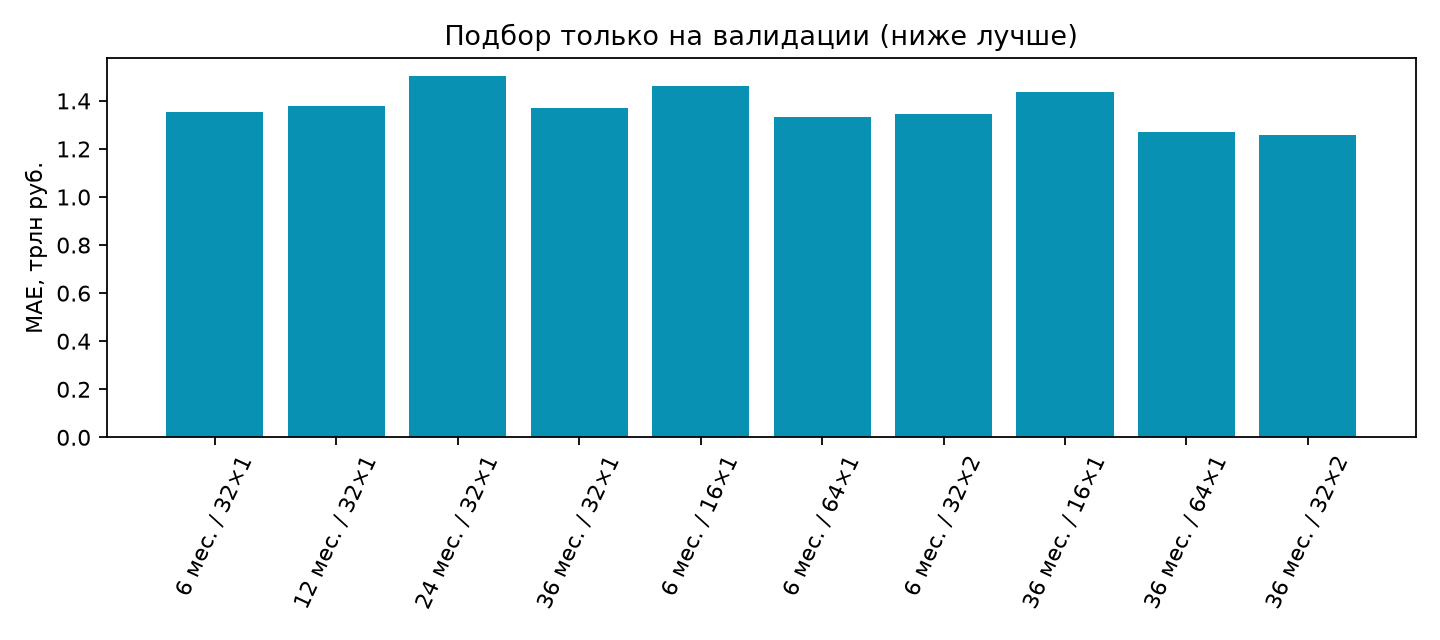 Подбор только на валидации (ниже лучше)
MAE, трлн руб.
1.4
1.2
1.0
0.8
0.6
0.4
0.2
0.0
6 мес. / 32×1
12 мес. / 32×1
24 мес. / 32×1
36 мес. / 32×1
6 мес. / 16×1
6 мес. / 64×1
6 мес. / 32×2
36 мес. / 16×1
36 мес. / 64×1
36 мес. / 32×2